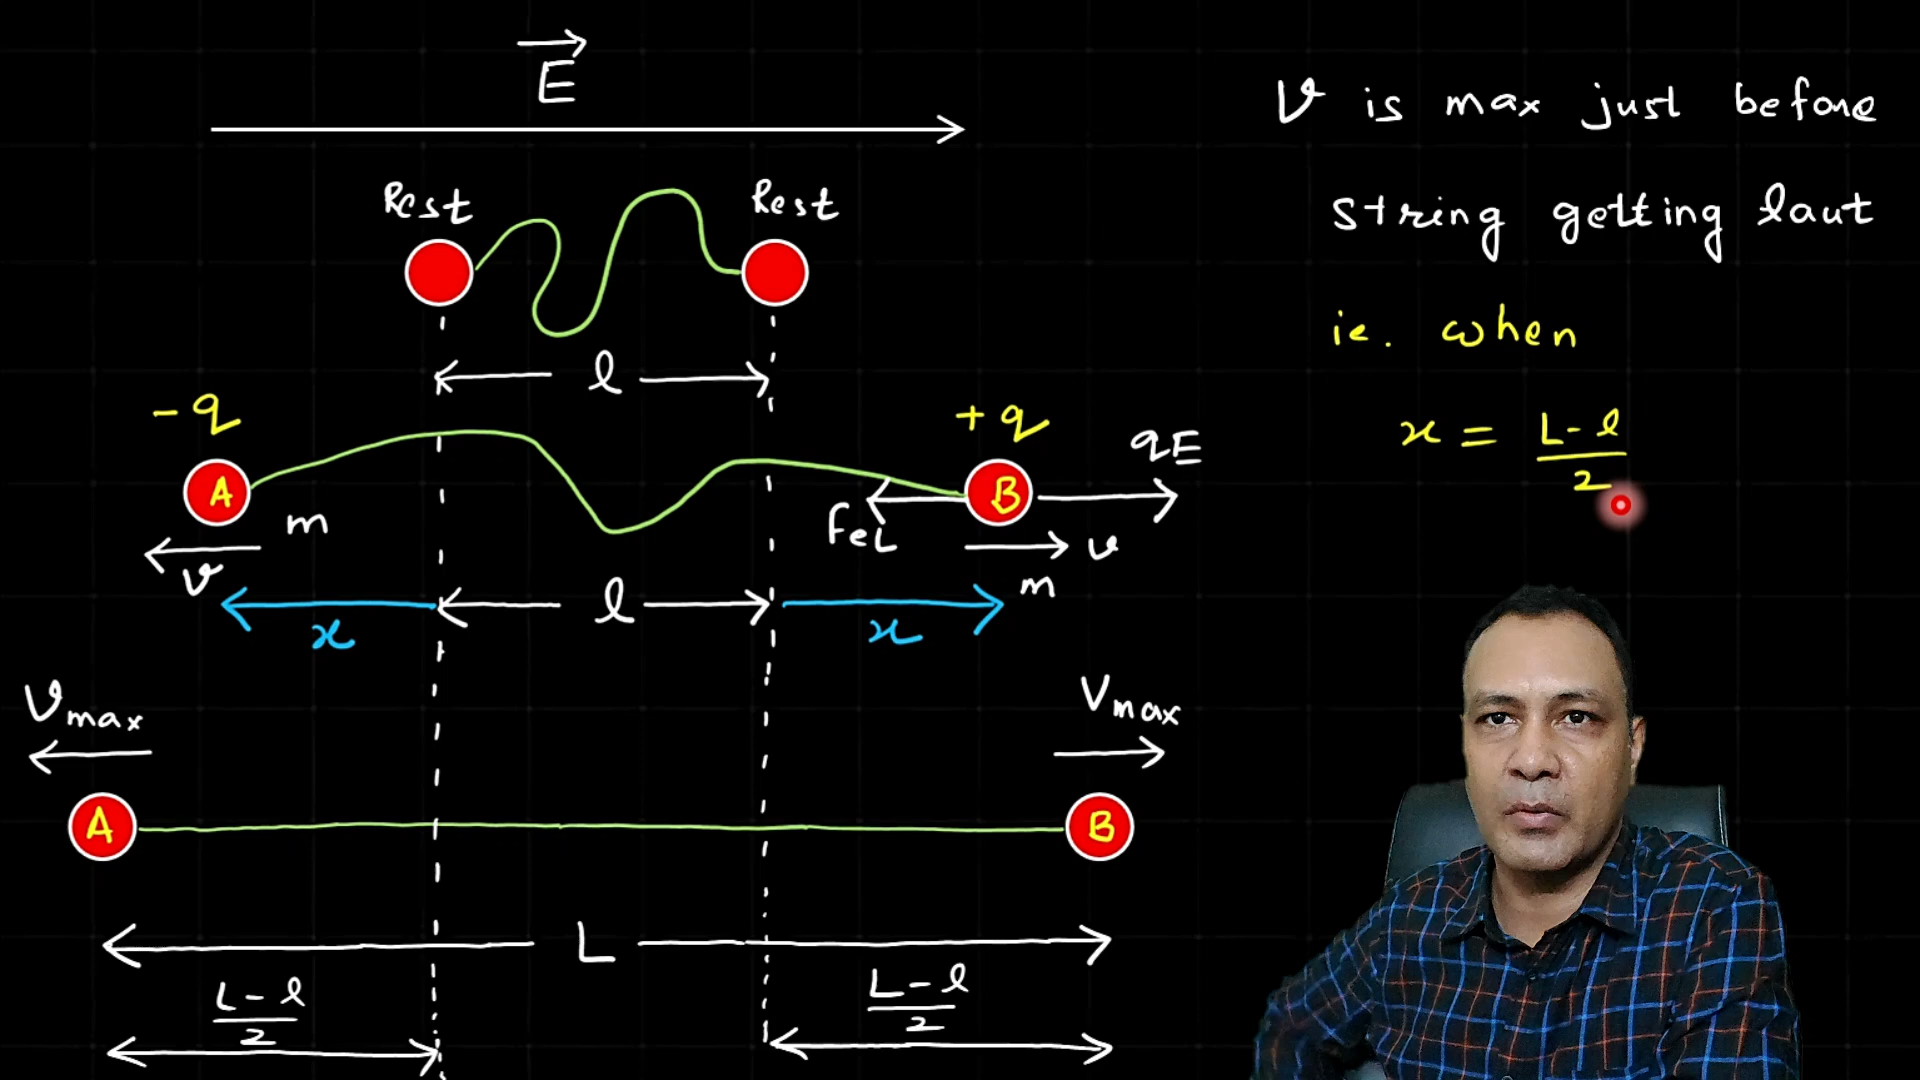 E
Rest Rest
l
-q +q
qE
A B
Fel
m
v v
m
l
x x
Vmax Vmax
A B
L
L-l/2 L-l/2
V is max just before
string getting taut
ie. when
x = L-l/2